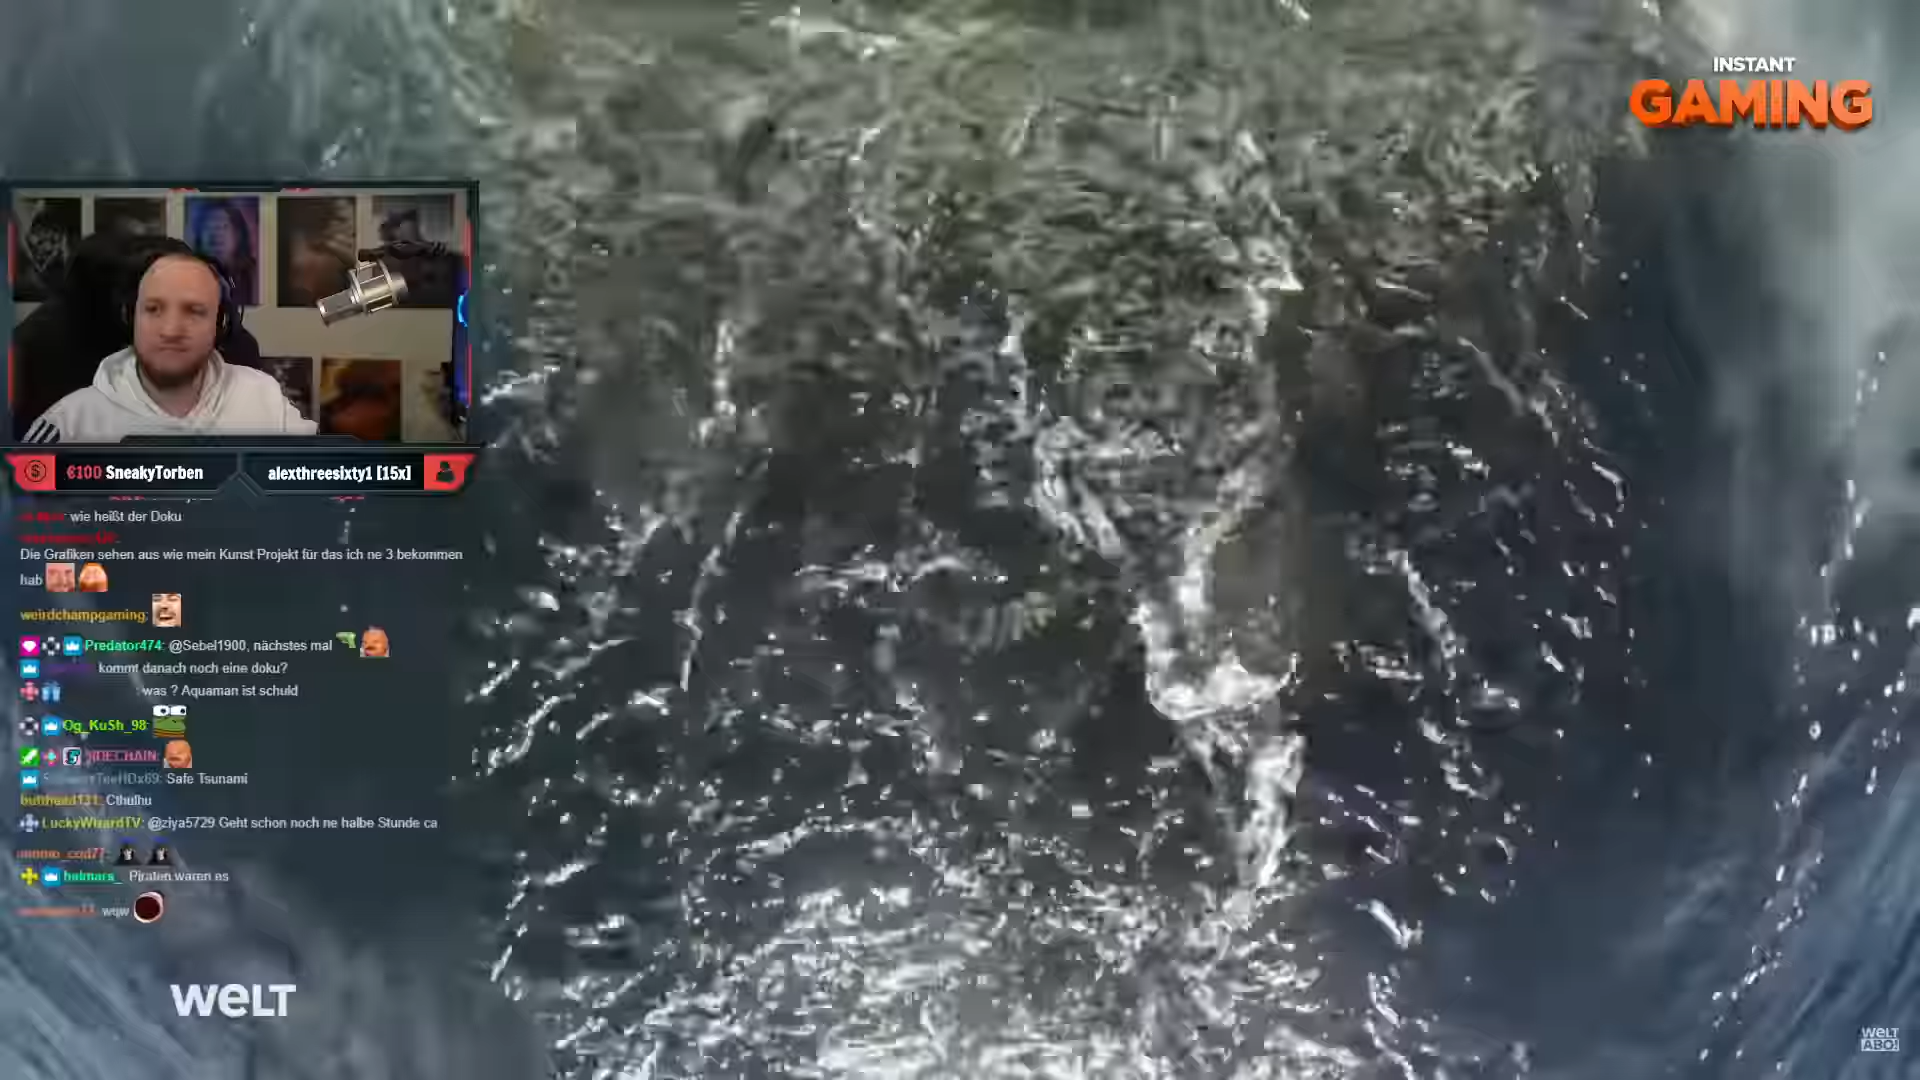 INSTANT
GAMING
€100 SneakyTorben
alexthreesixty1 [15x]
wie heißt der Doku
Die Grafiken sehen aus wie mein Kunst Projekt für das ich ne 3 bekommen
hab
weirdchampgaming:
Predator474: @Sebel1900, nächstes mal
kommt danach noch eine doku?
: was ? Aquaman ist schuld
Og_KuSh_98:
Safe Tsunami
butthead131: Cthulhu
LuckyWizardTV: @ziya5729 Geht schon noch ne halbe Stunde ca
Piraten waren es
wqw
WELT
WELT
ABO!